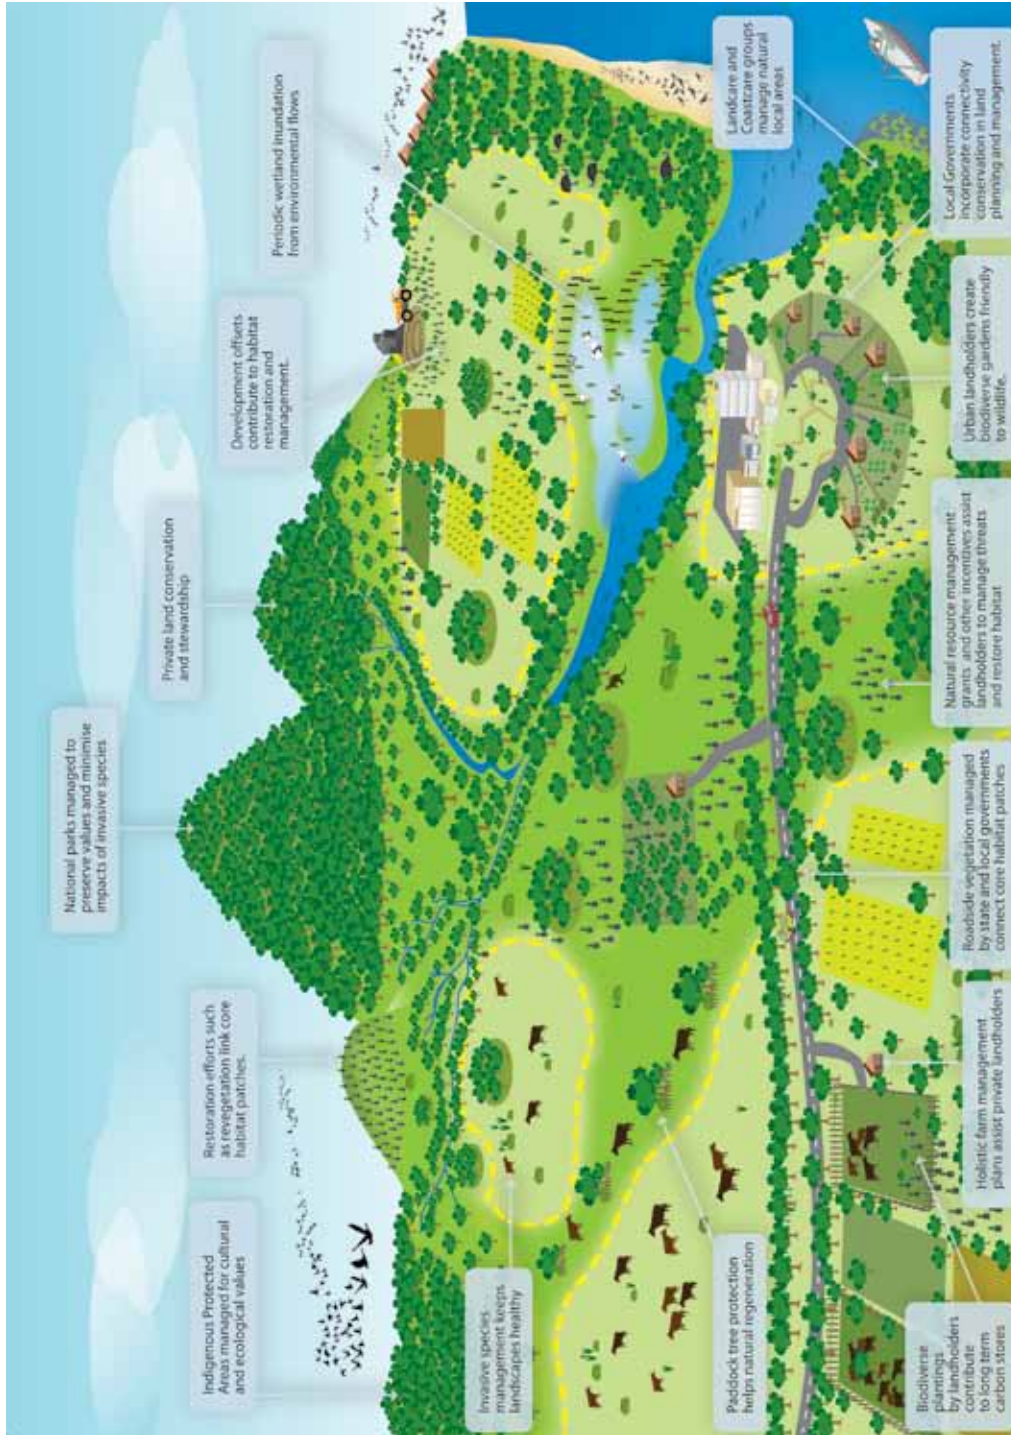 Indigenous Protected
Areas managed for cultural
and ecological values
Restoration efforts such
as revegetation link core
habitat patches.
National parks managed to
preserve values and minimise
impacts of invasive species
Private land conservation
and stewardship
Development offsets
contribute to habitat
restoration and
management.
Periodic wetland inundation
from environmental flows
Invasive species
management keeps
landscapes healthy
Paddock tree protection
helps natural regeneration
Landcare and
Coastcare groups
manage natural
local areas
Biodiverse
plantings
by landholders
contribute
to long term
carbon stores
Holistic farm management
plans assist private landholders
Roadside vegetation managed
by state and local governments
connect core habitat patches
Natural resource management
grants and other incentives assist
landholders to manage threats
and restore habitat
Urban landholders create
biodiverse gardens friendly
to wildlife.
Local Governments
incorporate connectivity
conservation in land
planning and management.